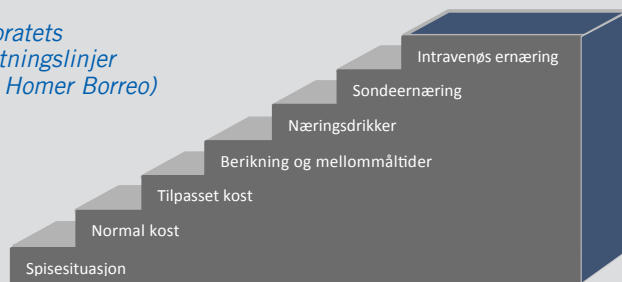 oratets
tningslinjer
Homer Borreo)
Intravenøs ernæring
Sondeernæring
Næringsdrikker
Berikning og mellommåltider
Tilpasset kost
Normal kost
Spisesituasjon